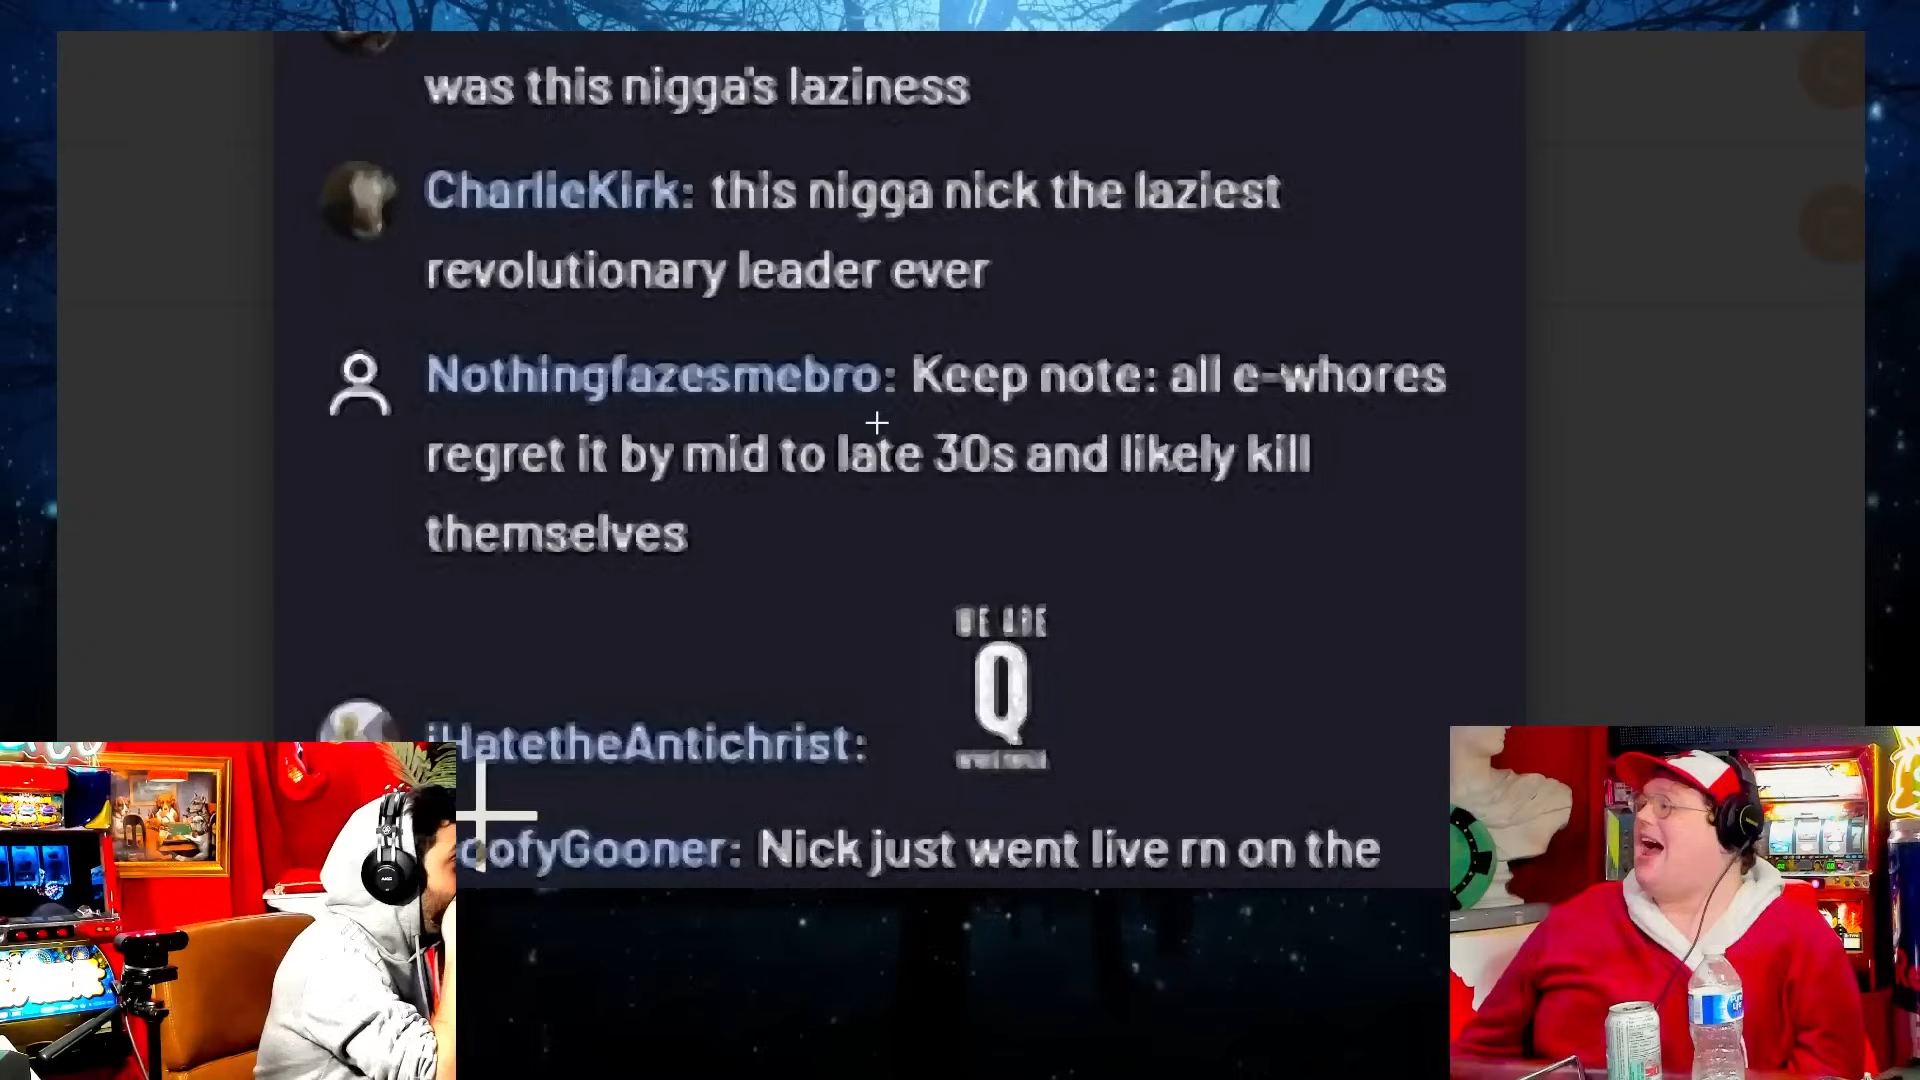 was this nigga's laziness
CharlieKirk: this nigga nick the laziest
revolutionary leader ever
Nothingfazesmebro: Keep note: all e-whores
regret it by mid to late 30s and likely kill
themselves
WE ARE
Q
iHatetheAntichrist:
oofyGooner: Nick just went live rn on the